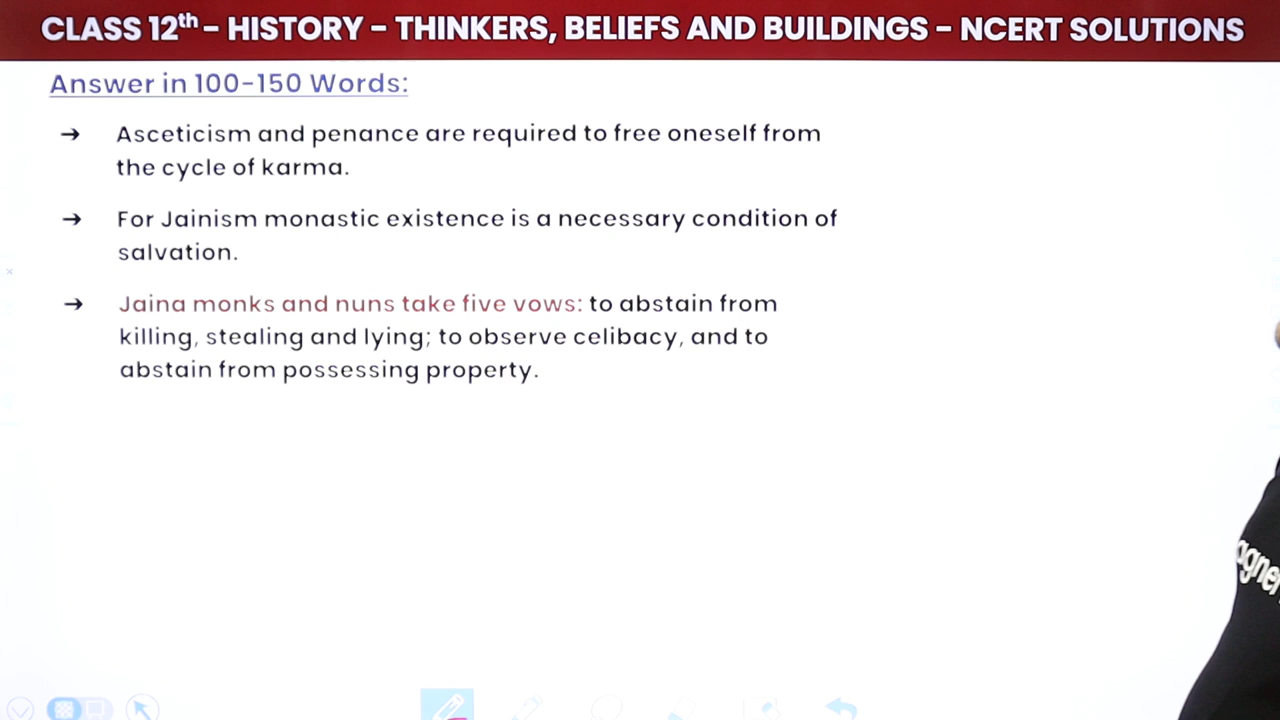 CLASS 12th – HISTORY – THINKERS, BELIEFS AND BUILDINGS – NCERT SOLUTIONS
Answer in 100-150 Words:
→ Asceticism and penance are required to free oneself from
the cycle of karma.
→ For Jainism monastic existence is a necessary condition of
salvation.
→ Jaina monks and nuns take five vows: to abstain from
killing, stealing and lying; to observe celibacy, and to
abstain from possessing property.